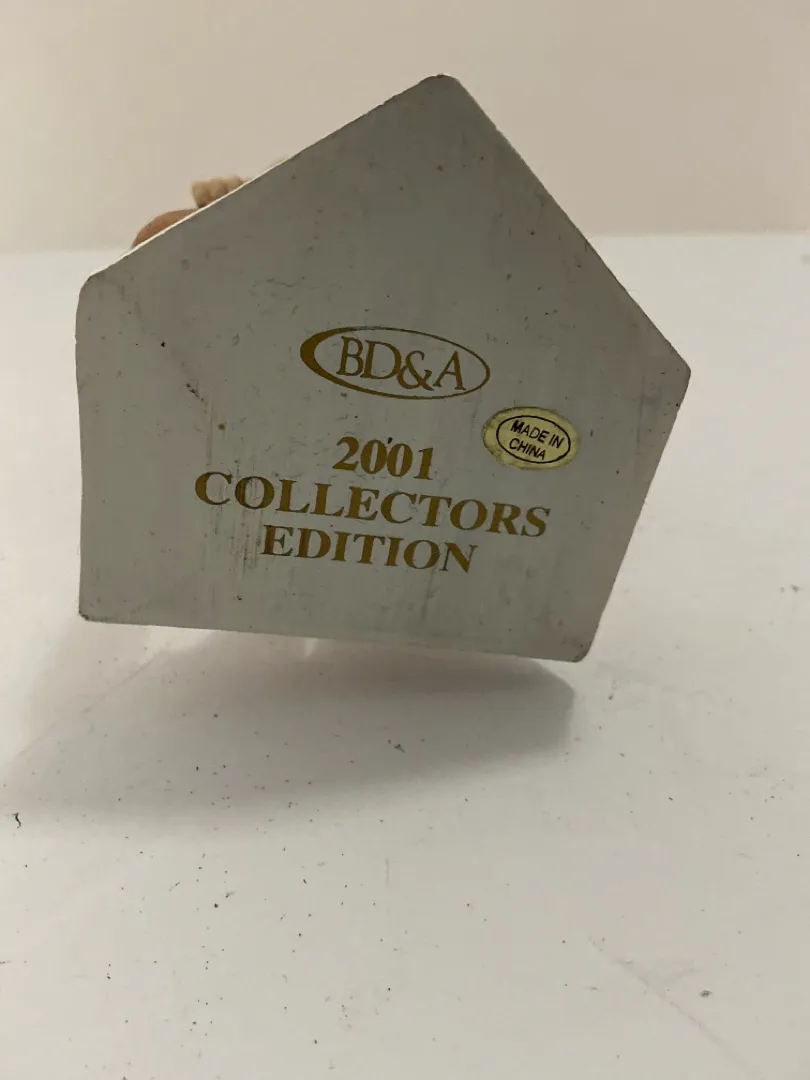 BD&A
2001
COLLECTORS
EDITION
MADE IN
CHINA